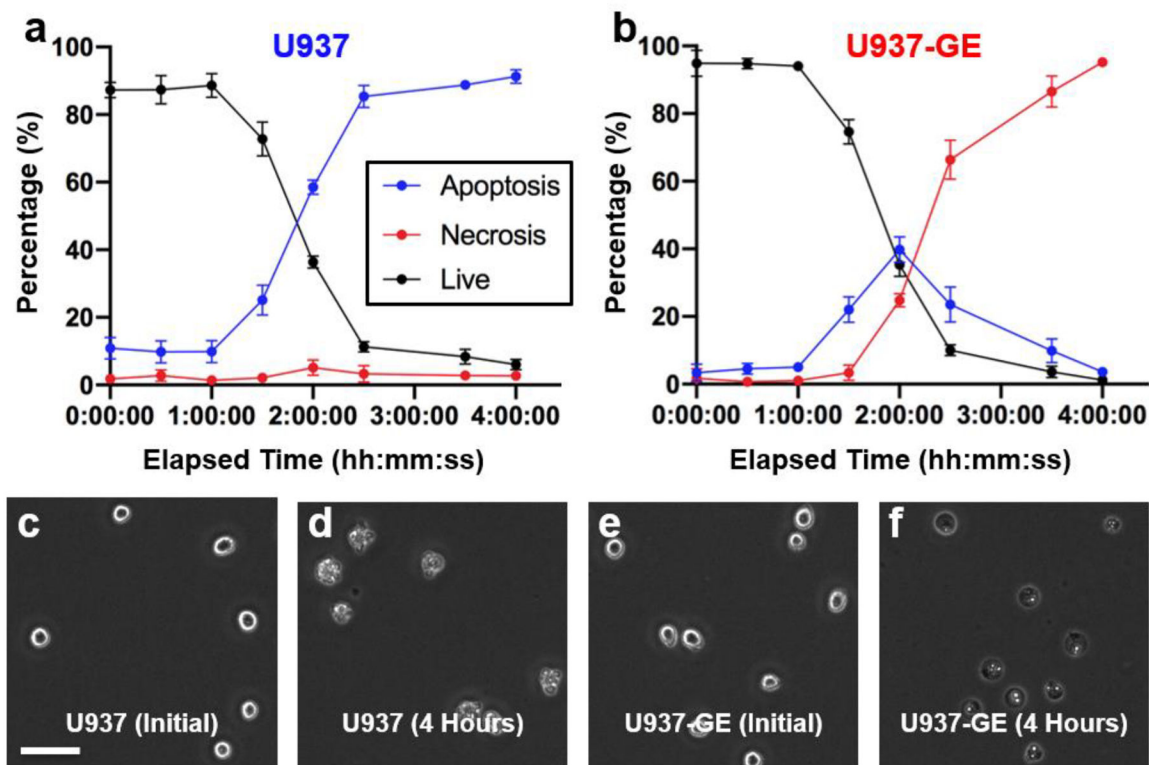 a
U937
100
80
60
40
20
0
Percentage (%)
0:00:00 1:00:00 2:00:00 3:00:00 4:00:00
Elapsed Time (hh:mm:ss)
Apoptosis
Necrosis
Live
b
U937-GE
100
80
60
40
20
0
Percentage (%)
0:00:00 1:00:00 2:00:00 3:00:00 4:00:00
Elapsed Time (hh:mm:ss)
c
U937 (Initial)
d
U937 (4 Hours)
e
U937-GE (Initial)
f
U937-GE (4 Hours)